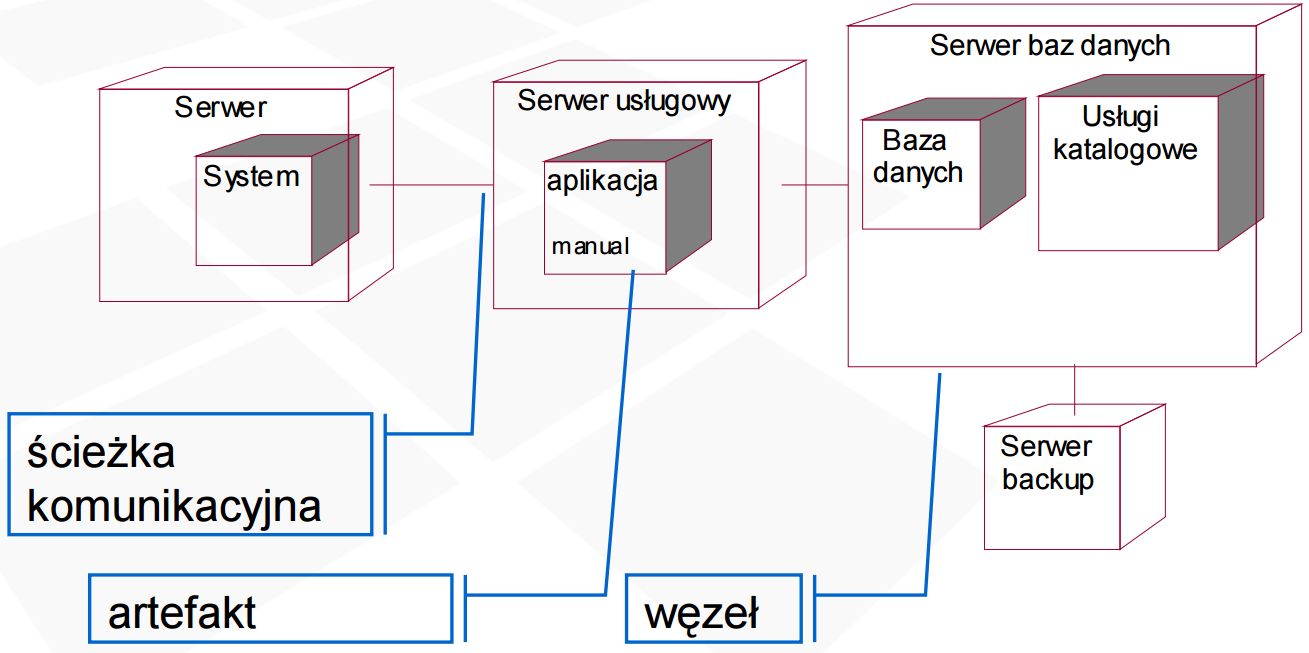 Serwer
System
Serwer usługowy
aplikacja
manual
Serwer baz danych
Baza
danych
Usługi
katalogowe
Serwer
backup
ścieżka
komunikacyjna
artefakt
węzeł